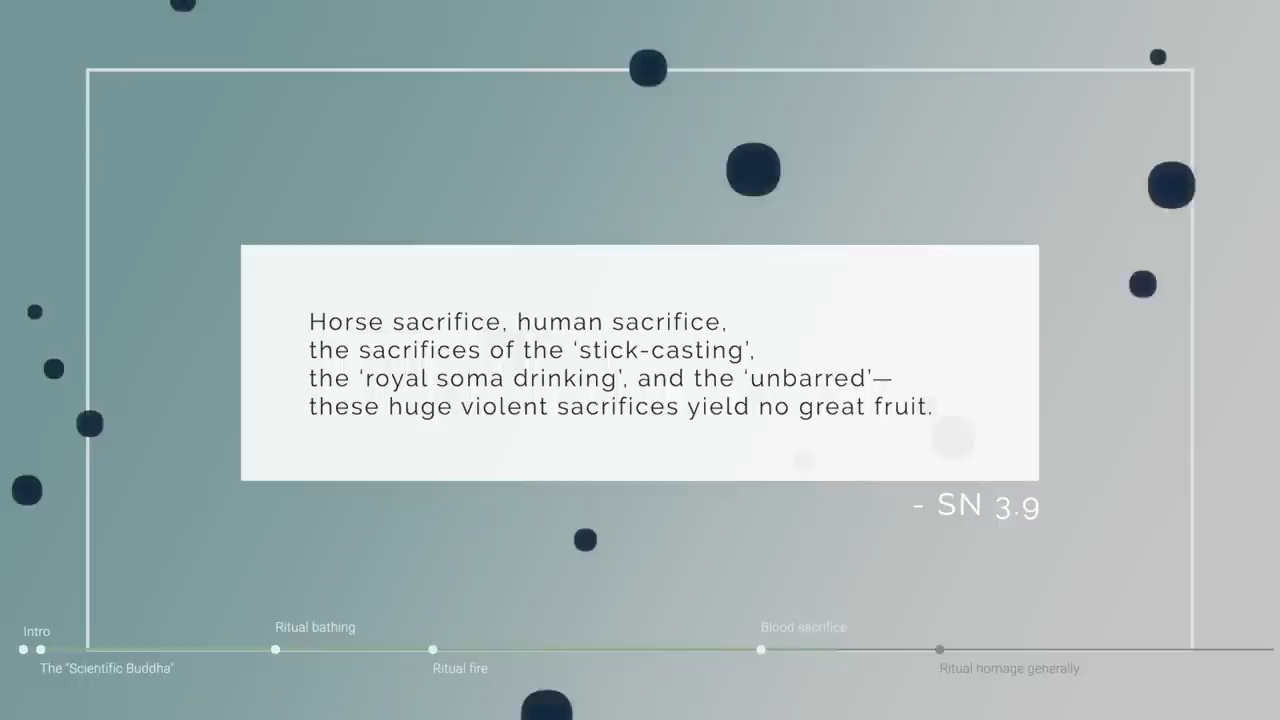 Horse sacrifice, human sacrifice,
the sacrifices of the ‘stick-casting’,
the ‘royal soma drinking’, and the ‘unbarred’—
these huge violent sacrifices yield no great fruit.
- SN 3.9
Intro
Ritual bathing
Blood sacrifice
The "Scientific Buddha"
Ritual fire
Ritual homage generally